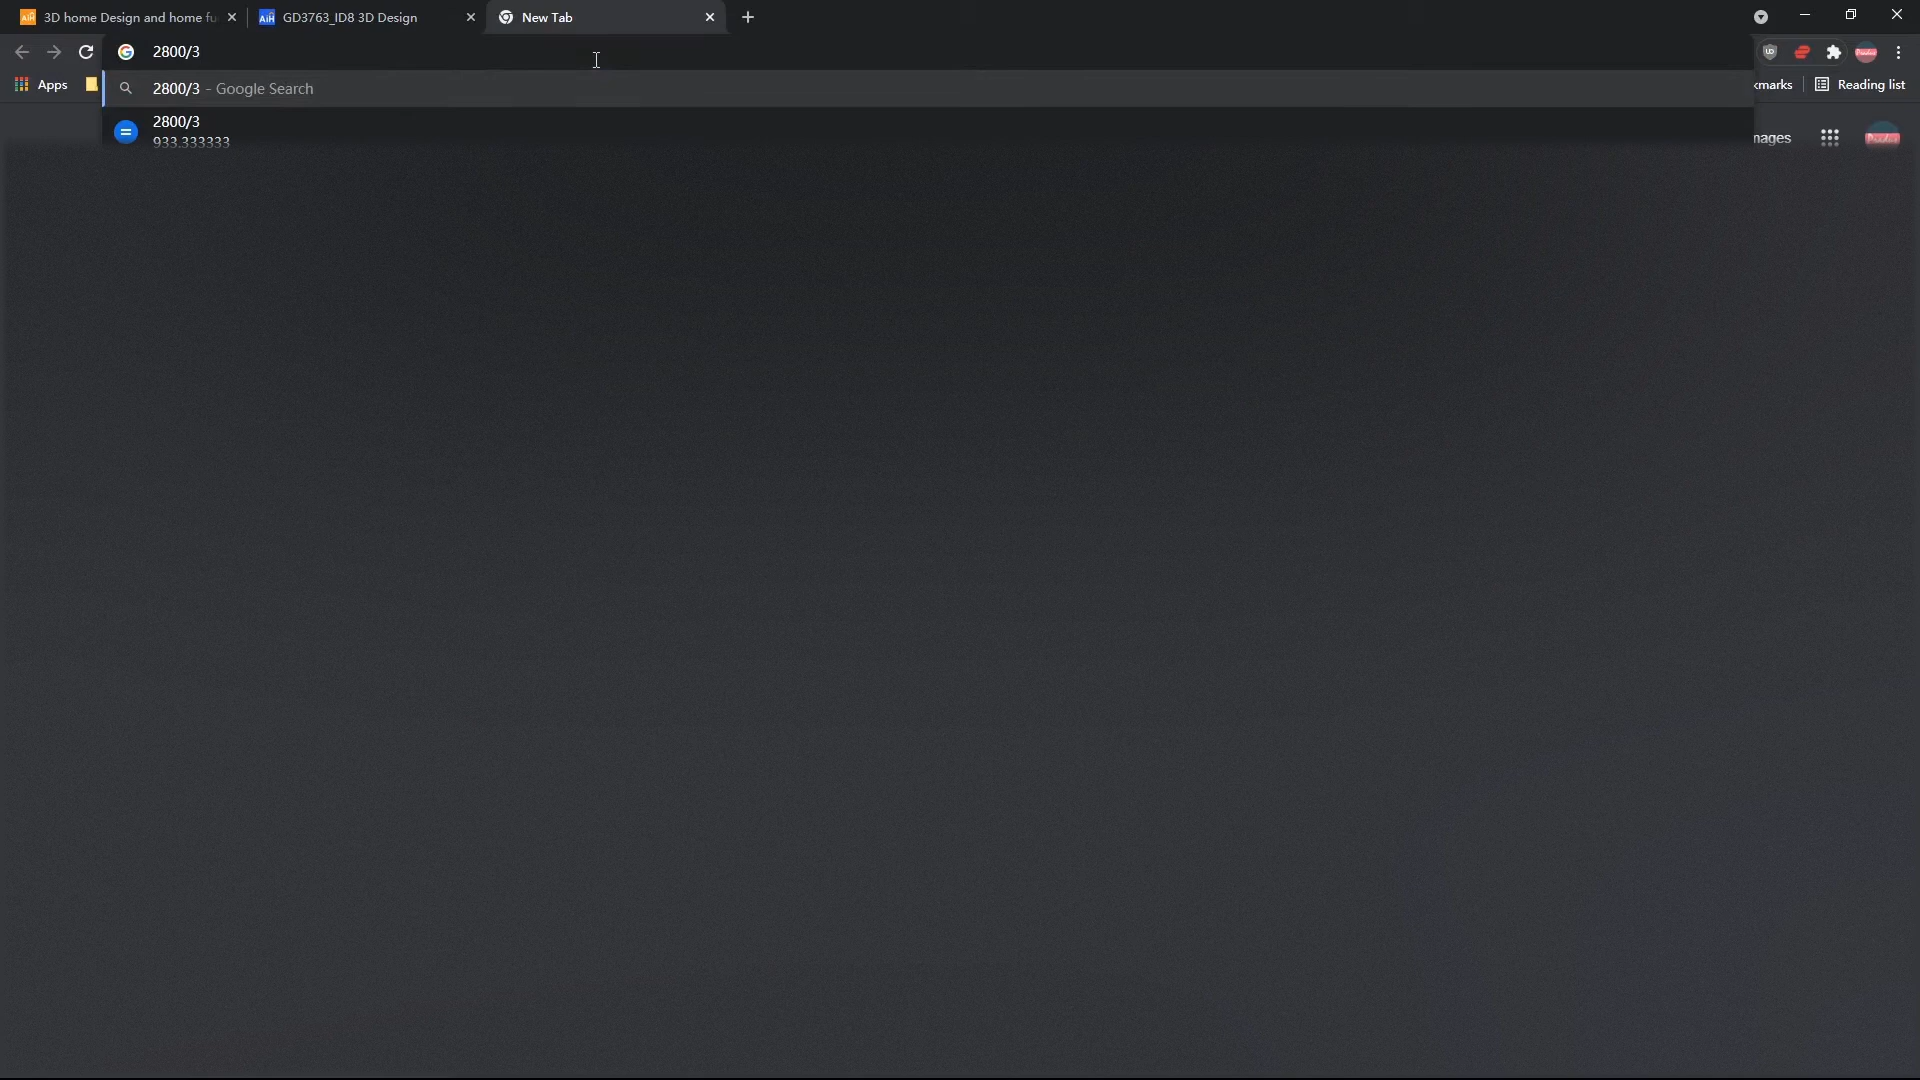 3D home Design and home fu
GD3763_ID8 3D Design
New Tab
2800/3
Apps
2800/3 - Google Search
kmarks
Reading list
2800/3
933.333333
mages